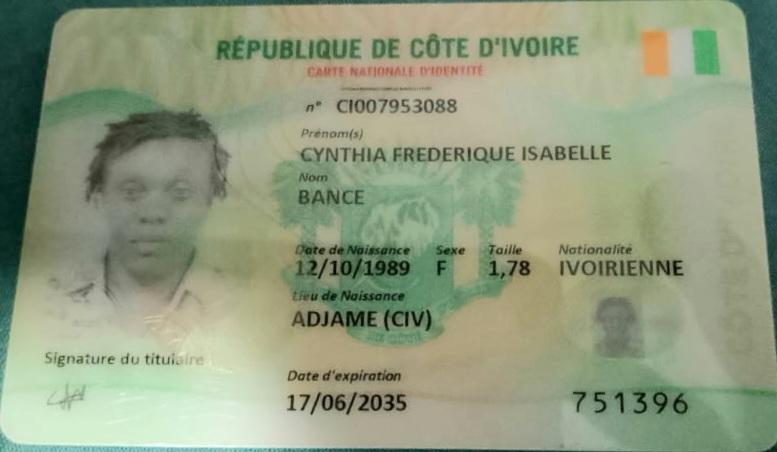 RÉPUBLIQUE DE CÔTE D'IVOIRE
CARTE NATIONALE D'IDENTITÉ
n° CI007953088
Prénom(s)
CYNTHIA FREDERIQUE ISABELLE
Nom
BANCE
Date de Naissance Sexe Taille Nationalité
12/10/1989 F 1,78 IVOIRIENNE
Lieu de Naissance
ADJAME (CIV)
Signature du titulaire
Date d'expiration
17/06/2035
751396